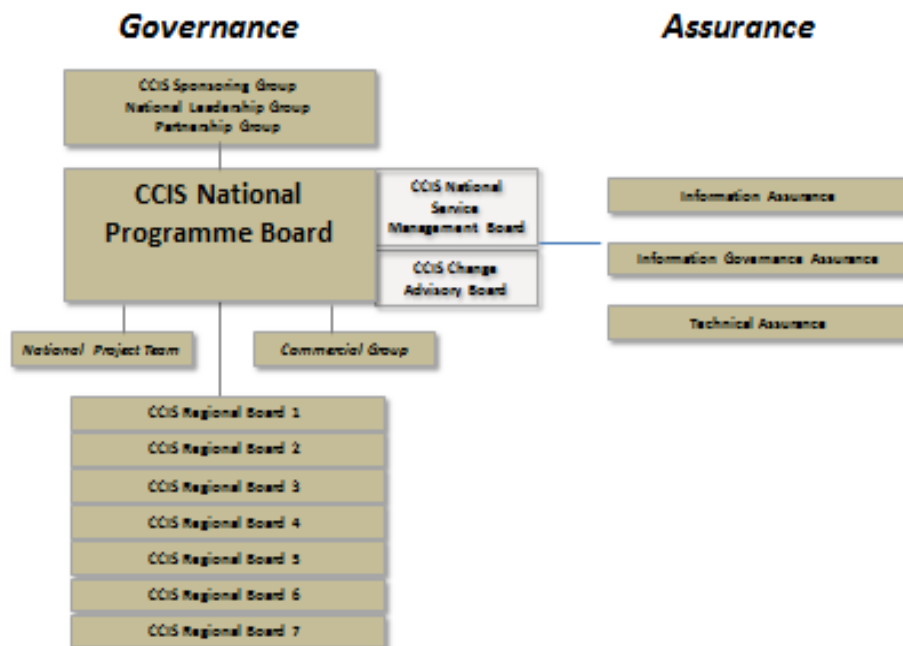 Governance
Assurance
CCIS Sponsoring Group
National Leadership Group
Partnership Group
CCIS National
Programme Board
CCIS National
Service
Management Board
CCIS Change
Advisory Board
Information Assurance
Information Governance Assurance
Technical Assurance
National Project Team
Commercial Group
CCIS Regional Board 1
CCIS Regional Board 2
CCIS Regional Board 3
CCIS Regional Board 4
CCIS Regional Board 5
CCIS Regional Board 6
CCIS Regional Board 7